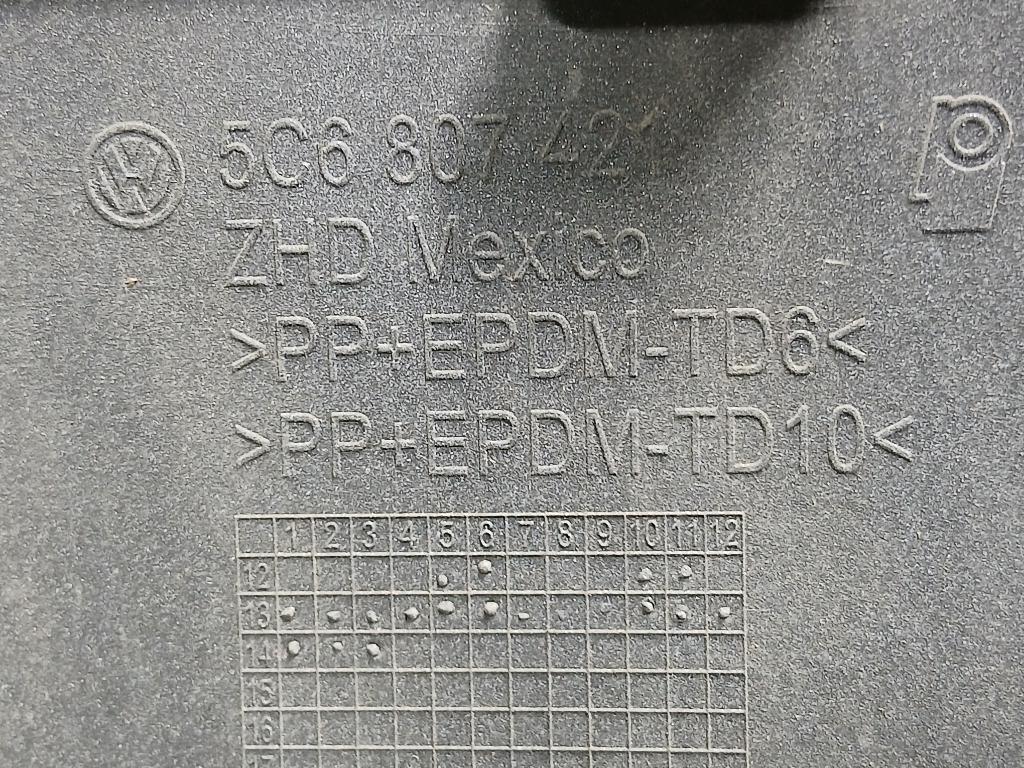 5C6 807 421
ZHD Mexico
>PP+EPDM-TD6<
>PP+EPDM-TD10<
1 2 3 4 5 6 7 8 9 10 11 12
12
13
14
15
16